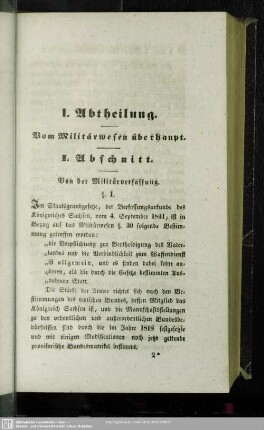 I. Abtheilung.
Vom Militärwesen überhaupt.
I. Abschnitt.
Von der Militärverfassung.
§. 1.
Im Staatsgrundgesetze, der Verfassungsurkunde des
Königreiches Sachsen, vom 4. September 1831, ist in
Bezug auf das Militärwesen §. 30 folgende Bestim-
mung getroffen worden:
„die Verpflichtung zur Vertheidigung des Vater-
„landes und die Verbindlichkeit zum Waffendienst
„ist allgemein, und es finden dabei keine an-
„deren, als die durch die Gesetze bestimmten Aus-
„nahmen Statt.
Die Stärke der Armee richtet sich nach den Be-
stimmungen des deutschen Bundes, dessen Mitglied das
Königreich Sachsen ist, und die Mannschaftsstellungen
zu den ordentlichen und außerordentlichen Bundesbe-
dürfnissen sind durch die im Jahre 1818 festgesetzte
und mit einigen Modificationen noch jetzt geltende
provisorische Bundesmatrikel bestimmt.
2*